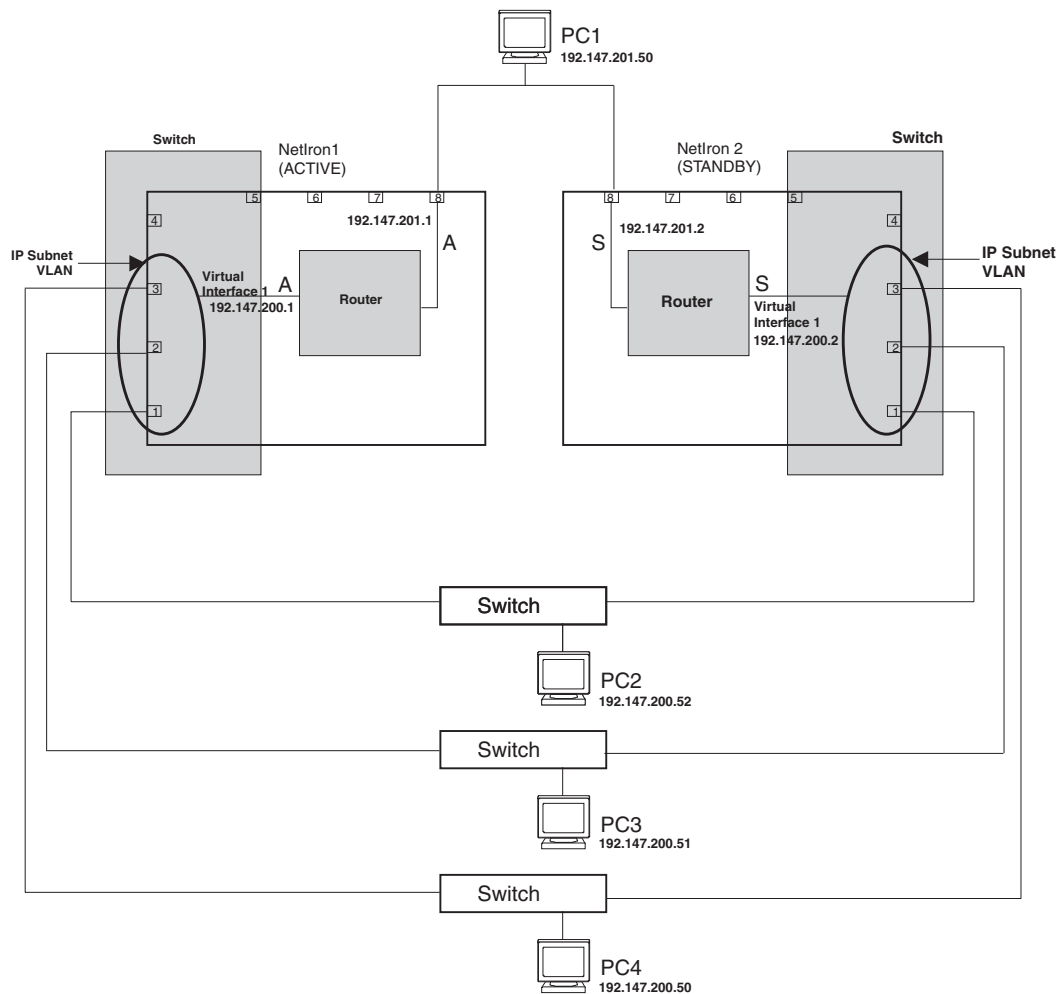 PC1
192.147.201.50
Switch
NetIron1
(ACTIVE)
NetIron 2
(STANDBY)
Switch
5
6
7
8
8
7
6
5
4
192.147.201.1
192.147.201.2
4
A
S
IP Subnet
VLAN
IP Subnet
VLAN
Virtual
Interface 1
192.147.200.1
A
Router
Router
S
Virtual
Interface 1
192.147.200.2
3
3
2
2
1
1
Switch
PC2
192.147.200.52
Switch
PC3
192.147.200.51
Switch
PC4
192.147.200.50